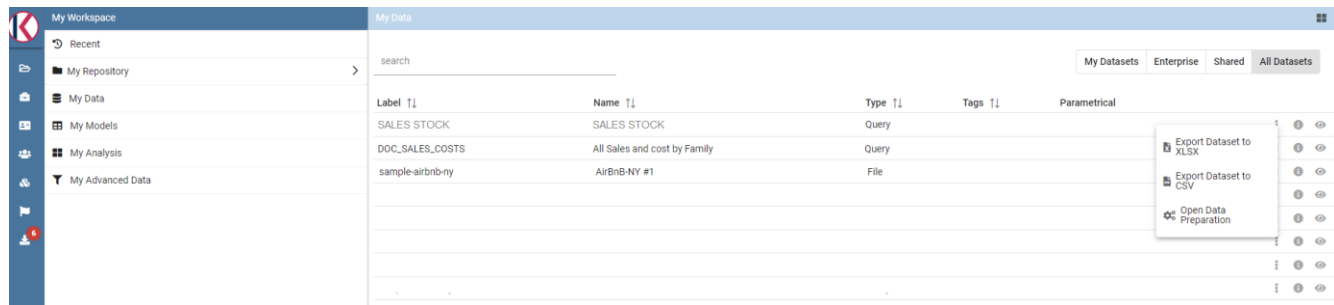 My Workspace
My Data
Recent
My Repository
My Data
My Models
My Analysis
My Advanced Data
6
search
My Datasets Enterprise Shared All Datasets
Label Name Type Tags Parametrical
SALES STOCK SALES STOCK Query
DOC_SALES_COSTS All Sales and cost by Family Query
sample-airbnb-ny AirBnB-NY #1 File
Export Dataset to
XLSX
Export Dataset to
CSV
Open Data
Preparation